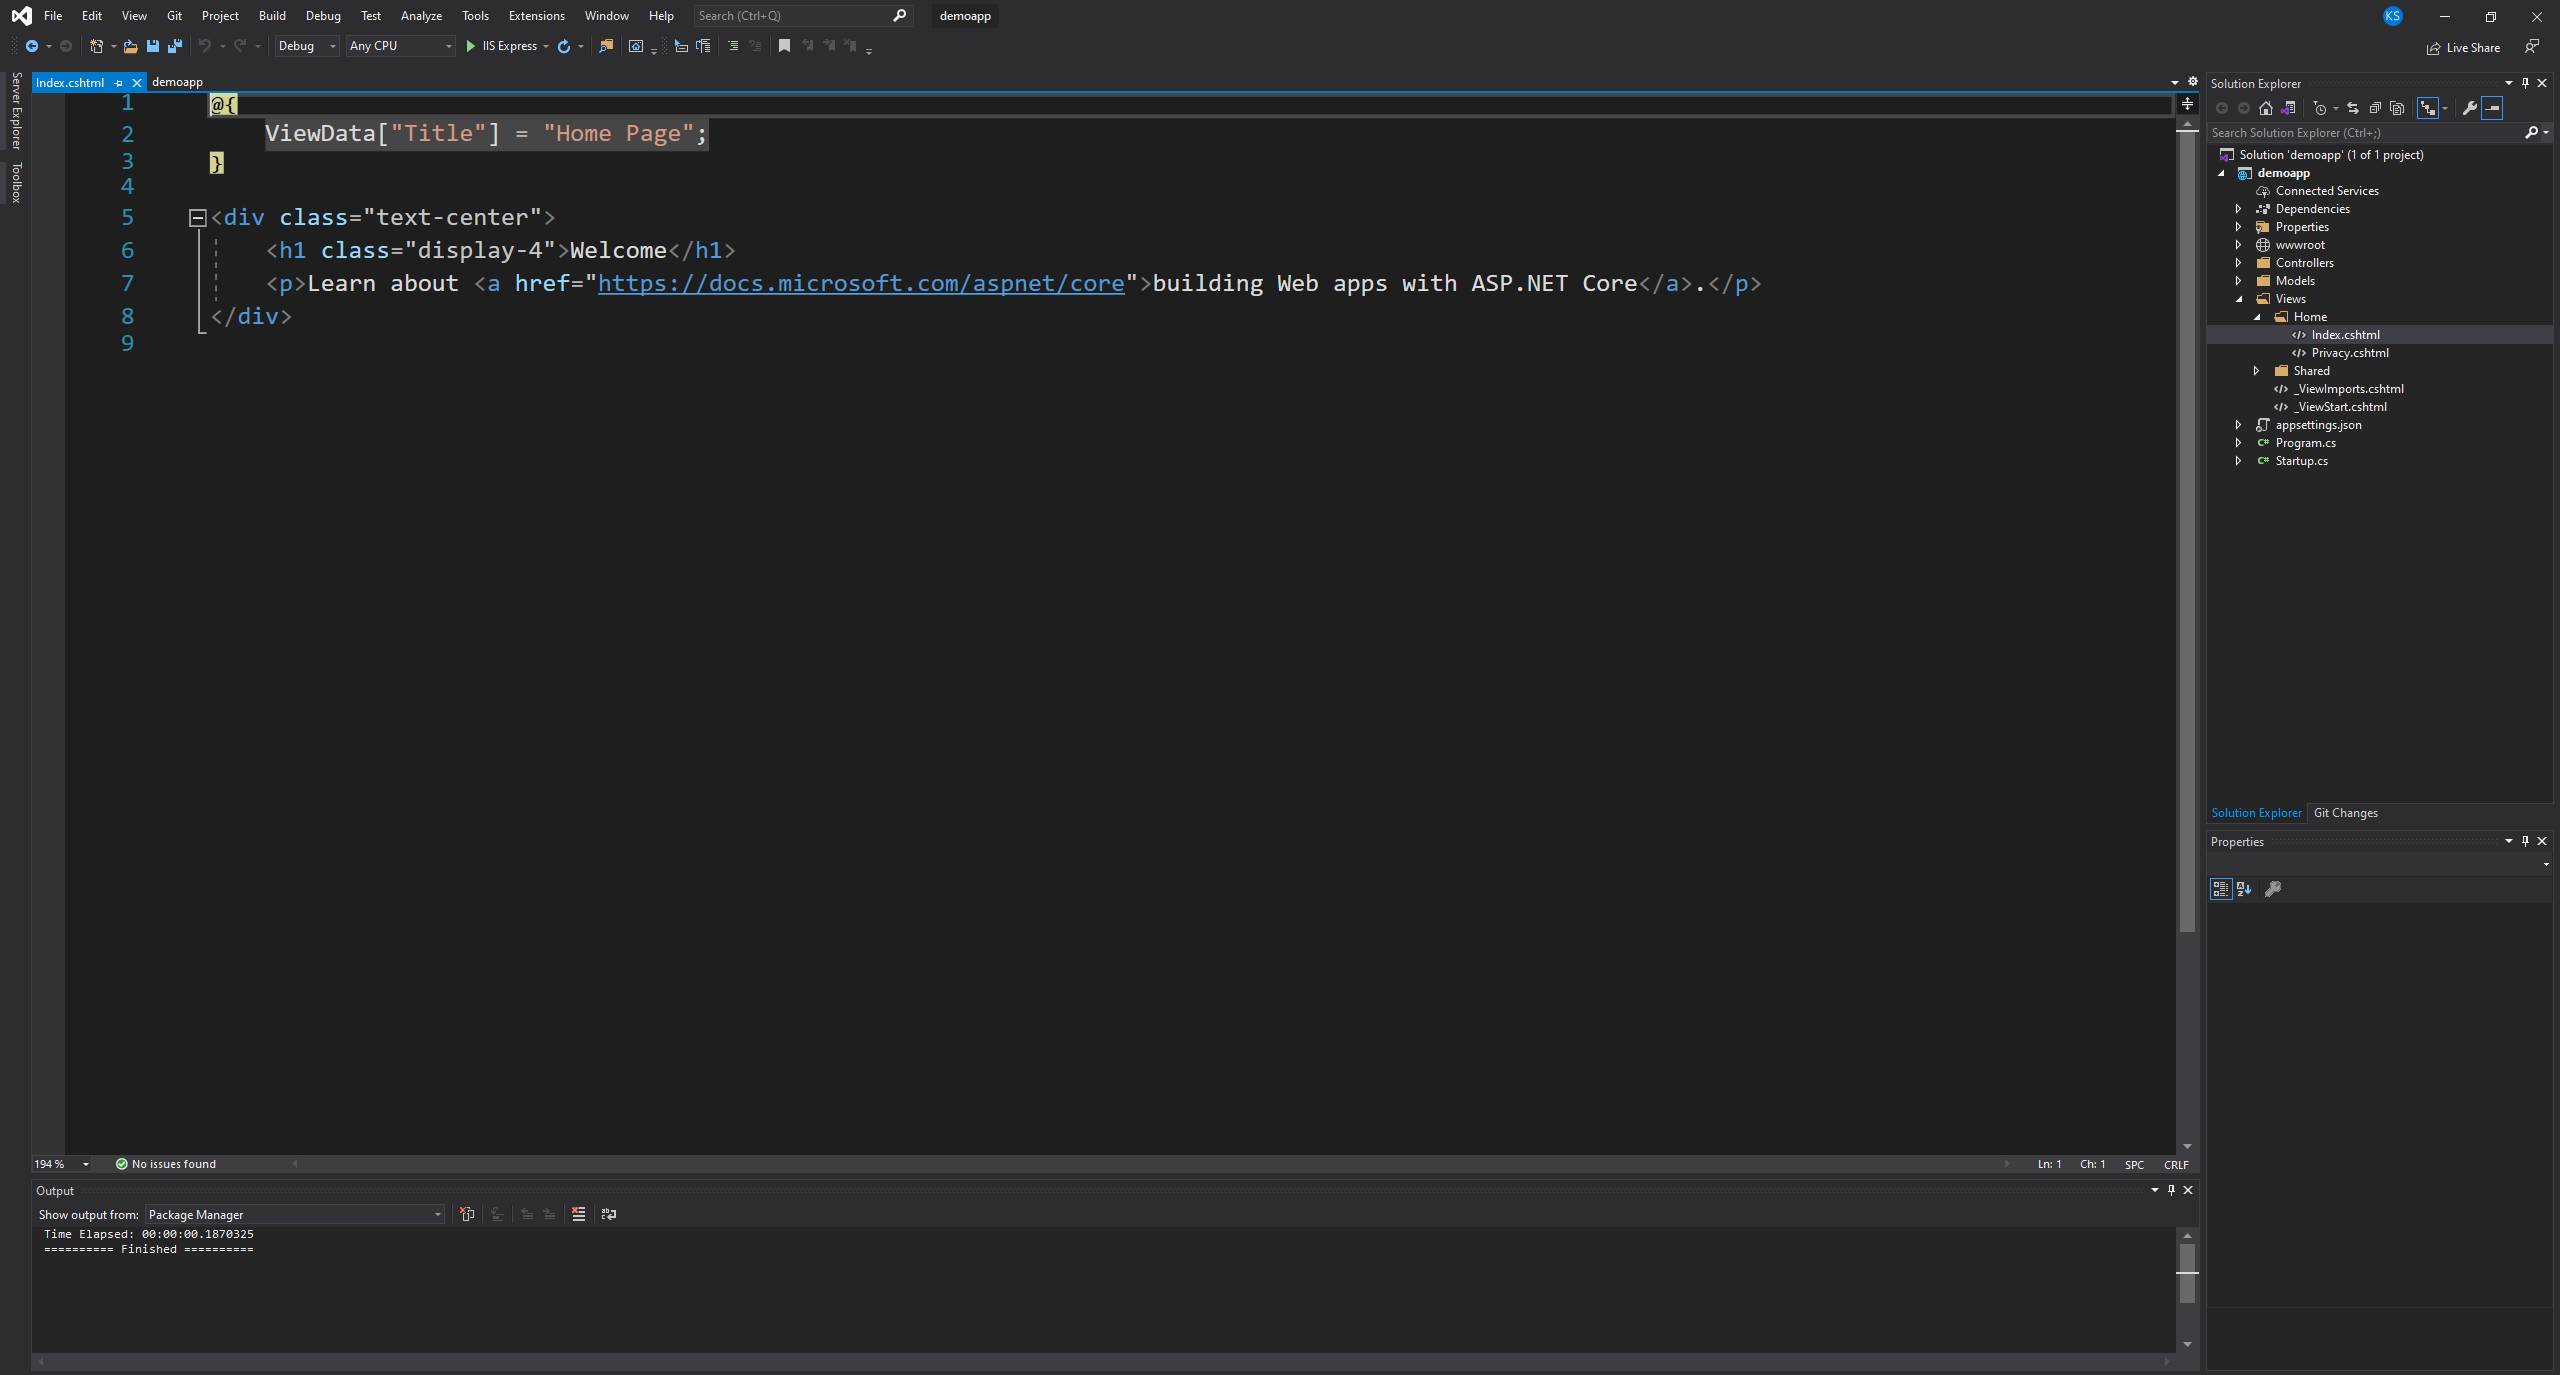 File Edit View Git Project Build Debug Test Analyze Tools Extensions Window Help Search (Ctrl+Q) demoapp KS
Debug Any CPU IIS Express Live Share
Server Explorer
Toolbox
Index.cshtml demoapp
1 @{
2 ViewData["Title"] = "Home Page";
3 }
4
5 <div class="text-center">
6 <h1 class="display-4">Welcome</h1>
7 <p>Learn about <a href="https://docs.microsoft.com/aspnet/core">building Web apps with ASP.NET Core</a>.</p>
8 </div>
9
194 % No issues found Ln: 1 Ch: 1 SPC CRLF
Output
Show output from: Package Manager
Time Elapsed: 00:00:00.1870325
========== Finished ==========
Solution Explorer
Search Solution Explorer (Ctrl+;)
Solution 'demoapp' (1 of 1 project)
demoapp
Connected Services
Dependencies
Properties
wwwroot
Controllers
Models
Views
Home
Index.cshtml
Privacy.cshtml
Shared
_ViewImports.cshtml
_ViewStart.cshtml
appsettings.json
C# Program.cs
C# Startup.cs
Solution Explorer Git Changes
Properties